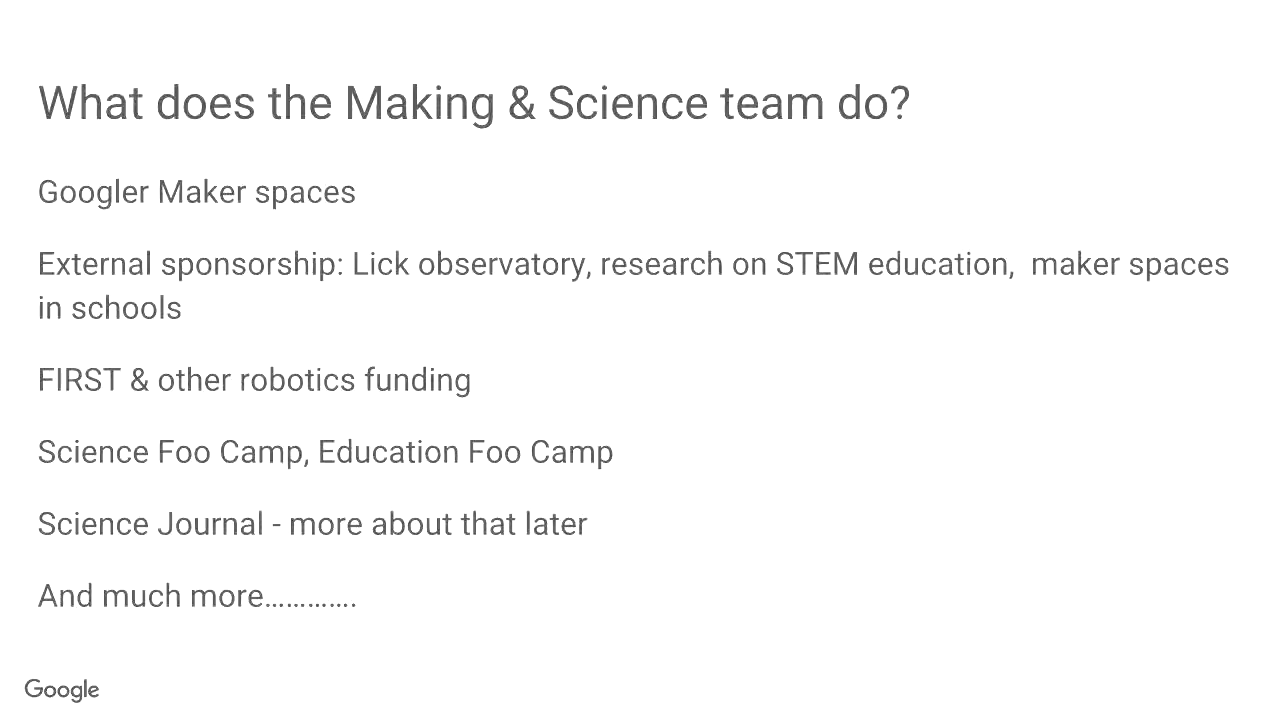 What does the Making & Science team do?
Googler Maker spaces
External sponsorship: Lick observatory, research on STEM education,  maker spaces
in schools
FIRST & other robotics funding
Science Foo Camp, Education Foo Camp
Science Journal - more about that later
And much more………….
Google